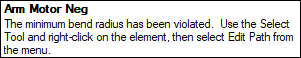 Arm Motor Neg
The minimum bend radius has been violated.  Use the Select
Tool and right-click on the element, then select Edit Path from
the menu.